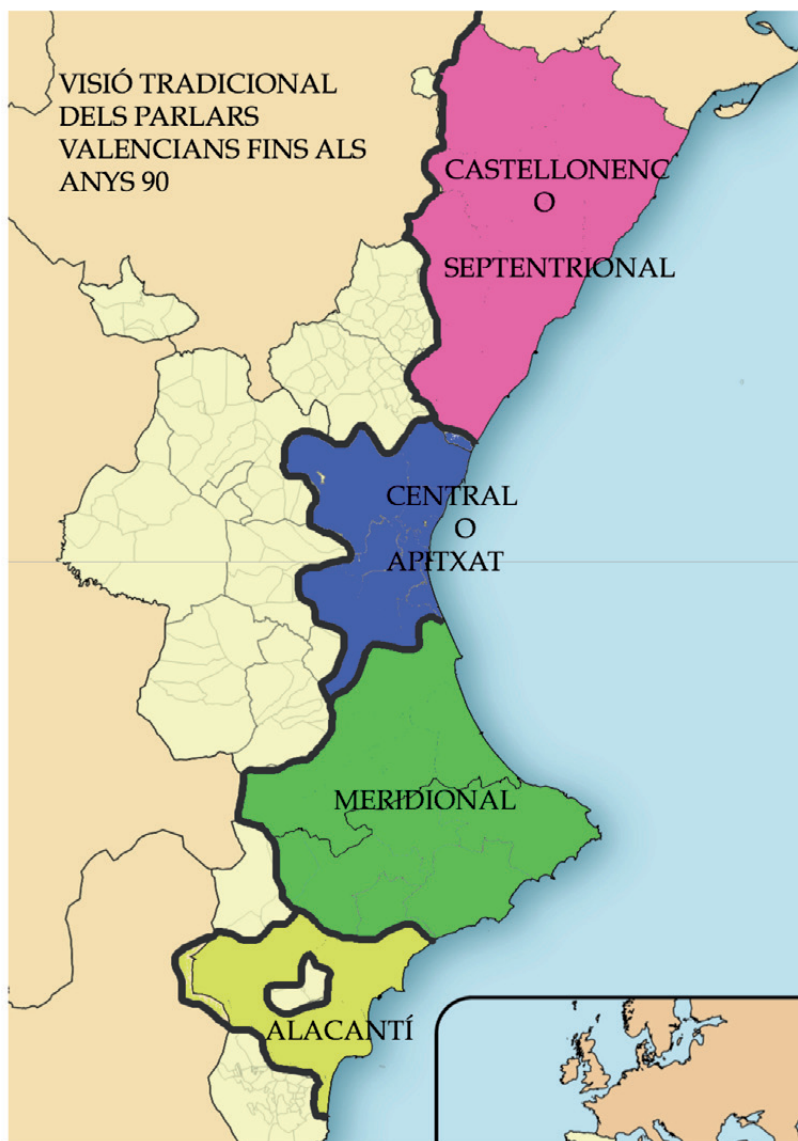 VISIÓ TRADICIONAL
DELS PARLARS
VALENCIANS FINS ALS
ANYS 90
CASTELLONENC
O
SEPTENTRIONAL
CENTRAL
O
APITXAT
MERIDIONAL
ALACANTÍ